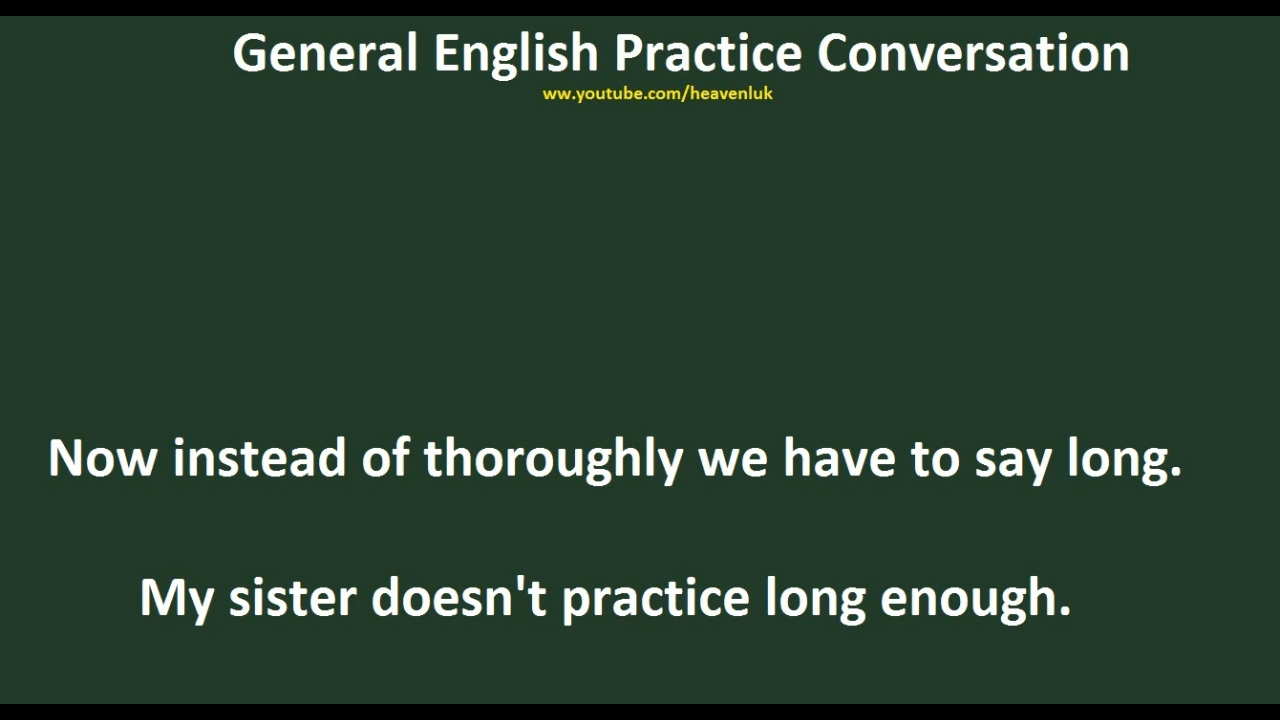 General English Practice Conversation
ww.youtube.com/heavenluk
Now instead of thoroughly we have to say long.
My sister doesn't practice long enough.